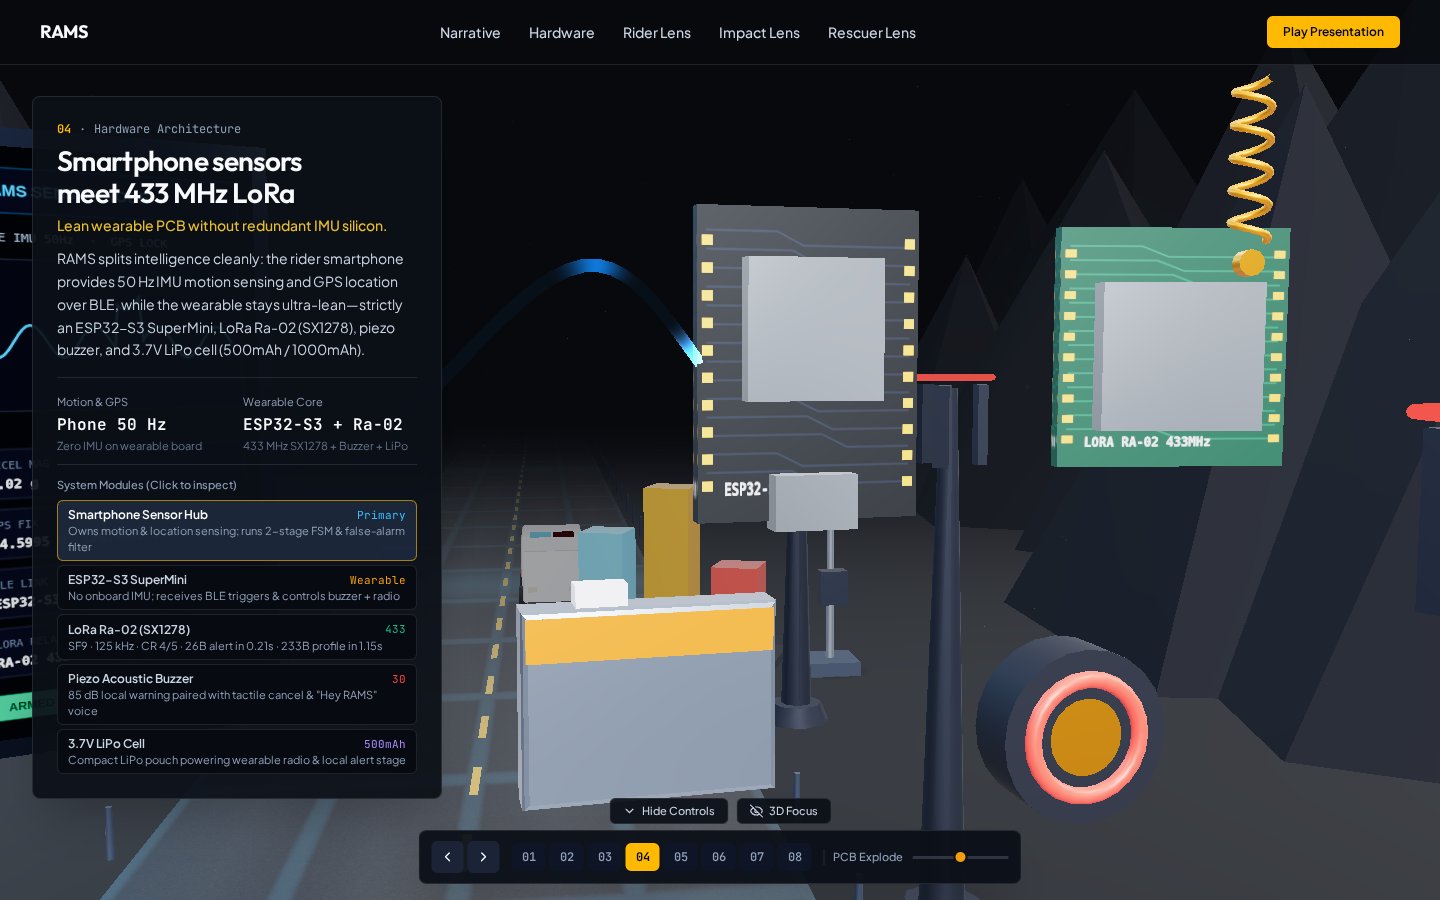 RAMS
Narrative
Hardware
Rider Lens
Impact Lens
Rescuer Lens
Play Presentation
04 · Hardware Architecture
Smartphone sensors
meet 433 MHz LoRa
Lean wearable PCB without redundant IMU silicon.
RAMS splits intelligence cleanly: the rider smartphone
provides 50 Hz IMU motion sensing and GPS location
over BLE, while the wearable stays ultra-lean—strictly
an ESP32-S3 SuperMini, LoRa Ra-02 (SX1278), piezo
buzzer, and 3.7V LiPo cell (500mAh / 1000mAh).
Motion & GPS
Phone 50 Hz
Zero IMU on wearable board
Wearable Core
ESP32-S3 + Ra-02
433 MHz SX1278 + Buzzer + LiPo
System Modules (Click to inspect)
Smartphone Sensor Hub
Primary
Owns motion & location sensing; runs 2-stage FSM & false-alarm
filter
ESP32-S3 SuperMini
Wearable
No onboard IMU; receives BLE triggers & controls buzzer + radio
LoRa Ra-02 (SX1278)
433
SF9 · 125 kHz · CR 4/5 · 26B alert in 0.21s · 233B profile in 1.15s
Piezo Acoustic Buzzer
30
85 dB local warning paired with tactile cancel & "Hey RAMS"
voice
3.7V LiPo Cell
500mAh
Compact LiPo pouch powering wearable radio & local alert stage
ESP32-
LORA RA-02 433MHz
Hide Controls
3D Focus
01
02
03
04
05
06
07
08
PCB Explode